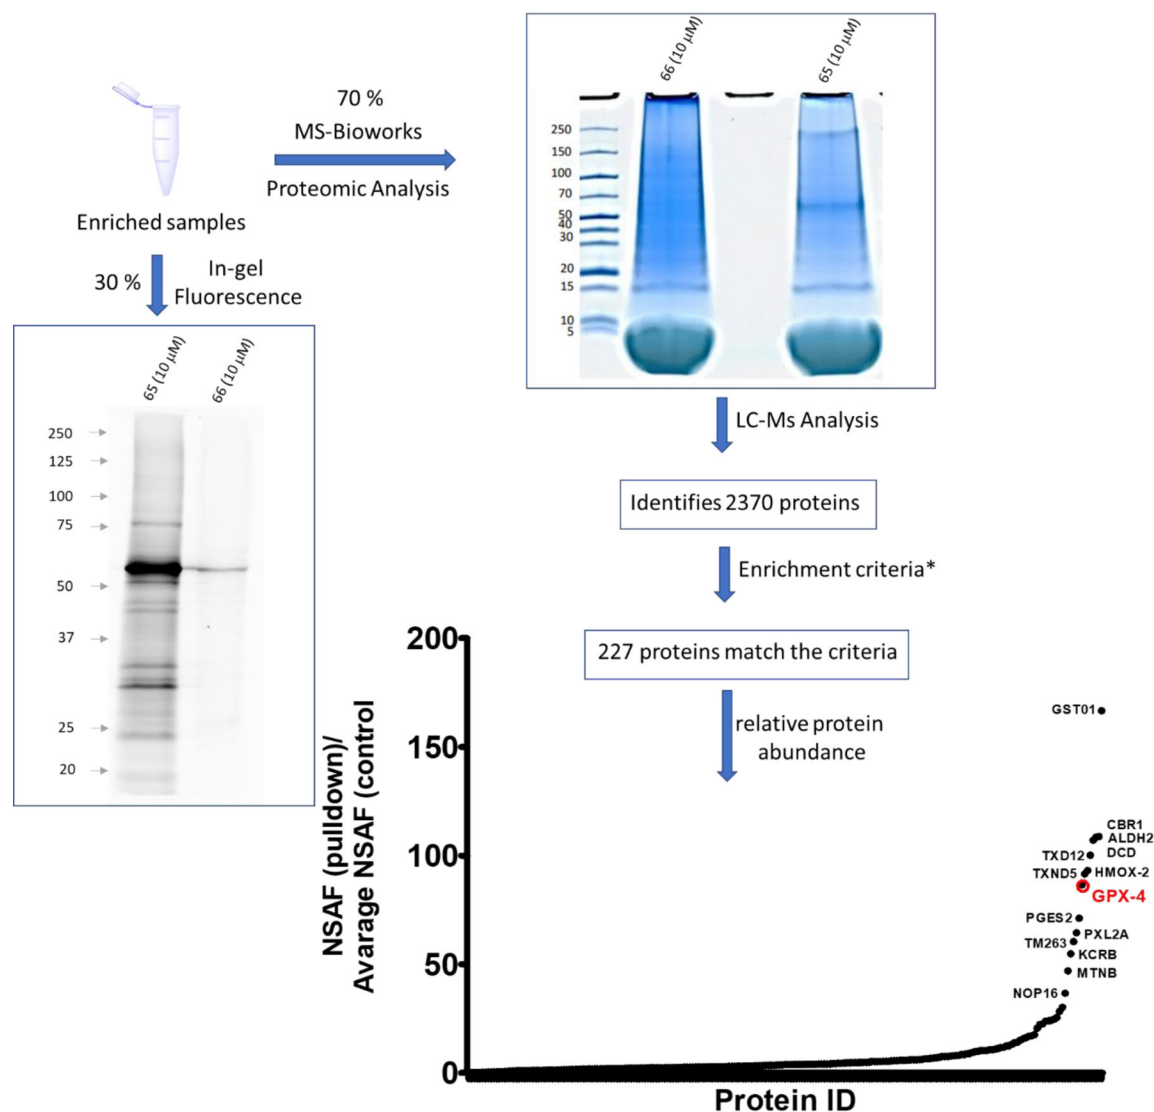 70 %
MS-Bioworks
Proteomic Analysis
Enriched samples
30 %
In-gel
Fluorescence
65 (10 µM)
66 (10 µM)
250
125
100
75
50
37
25
20
66 (10 µM)
65 (10 µM)
250
150
100
70
50
40
30
20
15
10
5
LC-Ms Analysis
Identifies 2370 proteins
Enrichment criteria*
227 proteins match the criteria
relative protein
abundance
NSAF (pulldown)/
Avarage NSAF (control
200
150
100
50
0
GST01
CBR1
ALDH2
DCD
TXD12
TXND5
HMOX-2
GPX-4
PGES2
PXL2A
TM263
KCRB
MTNB
NOP16
Protein ID